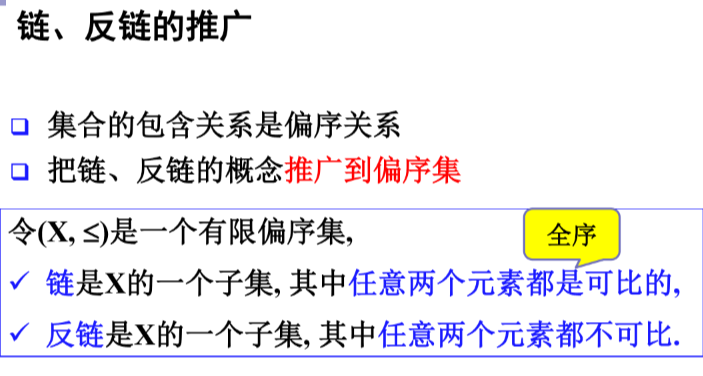 链、反链的推广
集合的包含关系是偏序关系
把链、反链的概念推广到偏序集
令(X, ≤)是一个有限偏序集,
全序
✓ 链是X的一个子集, 其中任意两个元素都是可比的,
✓ 反链是X的一个子集, 其中任意两个元素都不可比.